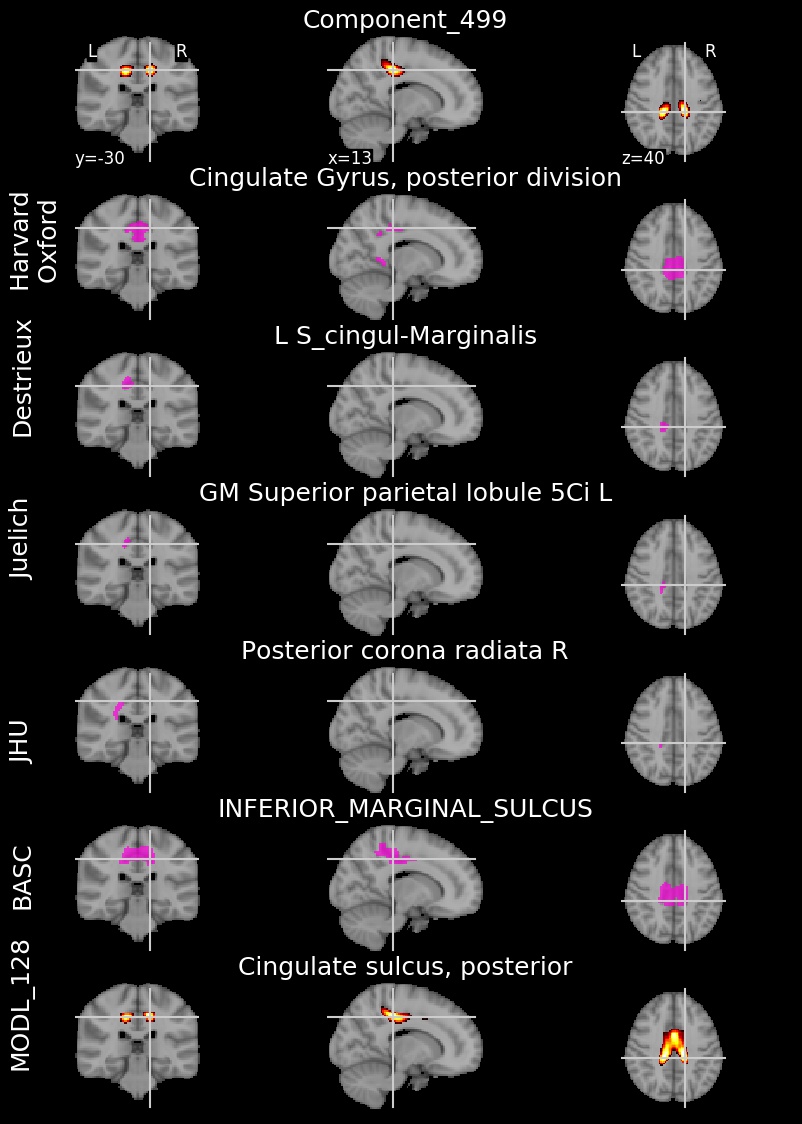 Component_499
L R
L R
y=-30
x=13
z=40
Cingulate Gyrus, posterior division
Harvard
Oxford
L S_cingul-Marginalis
Destrieux
GM Superior parietal lobule 5Ci L
Juelich
Posterior corona radiata R
JHU
INFERIOR_MARGINAL_SULCUS
BASC
Cingulate sulcus, posterior
MODL_128